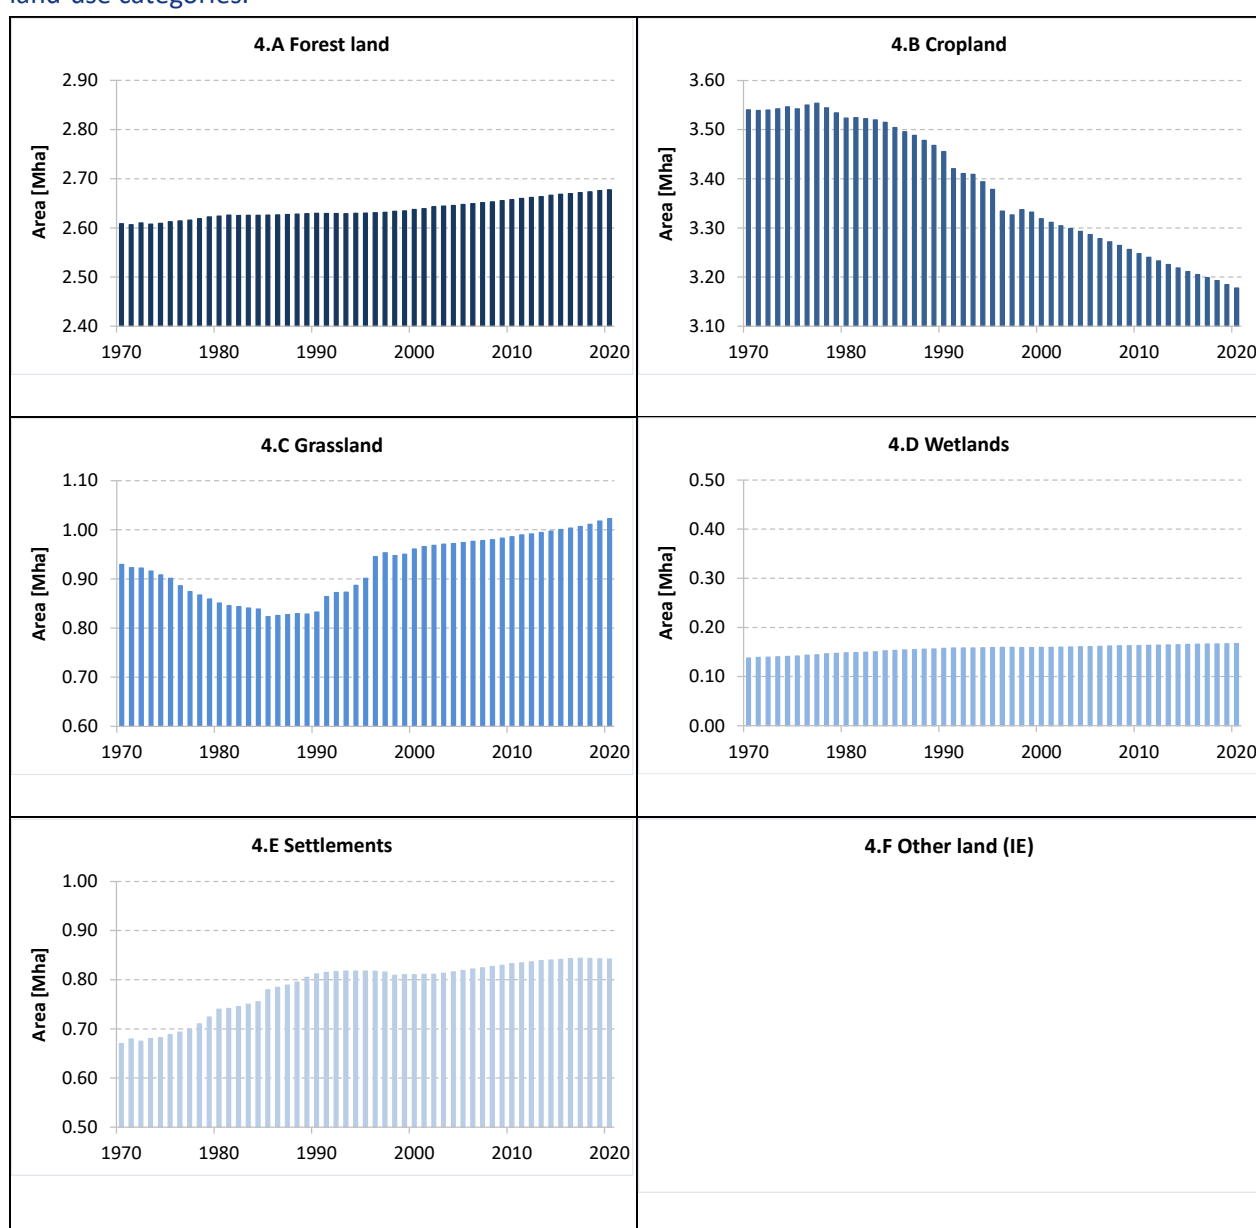 land-use categories.
4.A Forest land
Area [Mha]
2.90
2.80
2.70
2.60
2.50
2.40
1970 1980 1990 2000 2010 2020
4.B Cropland
Area [Mha]
3.60
3.50
3.40
3.30
3.20
3.10
1970 1980 1990 2000 2010 2020
4.C Grassland
Area [Mha]
1.10
1.00
0.90
0.80
0.70
0.60
1970 1980 1990 2000 2010 2020
4.D Wetlands
Area [Mha]
0.50
0.40
0.30
0.20
0.10
0.00
1970 1980 1990 2000 2010 2020
4.E Settlements
Area [Mha]
1.00
0.90
0.80
0.70
0.60
0.50
1970 1980 1990 2000 2010 2020
4.F Other land (IE)